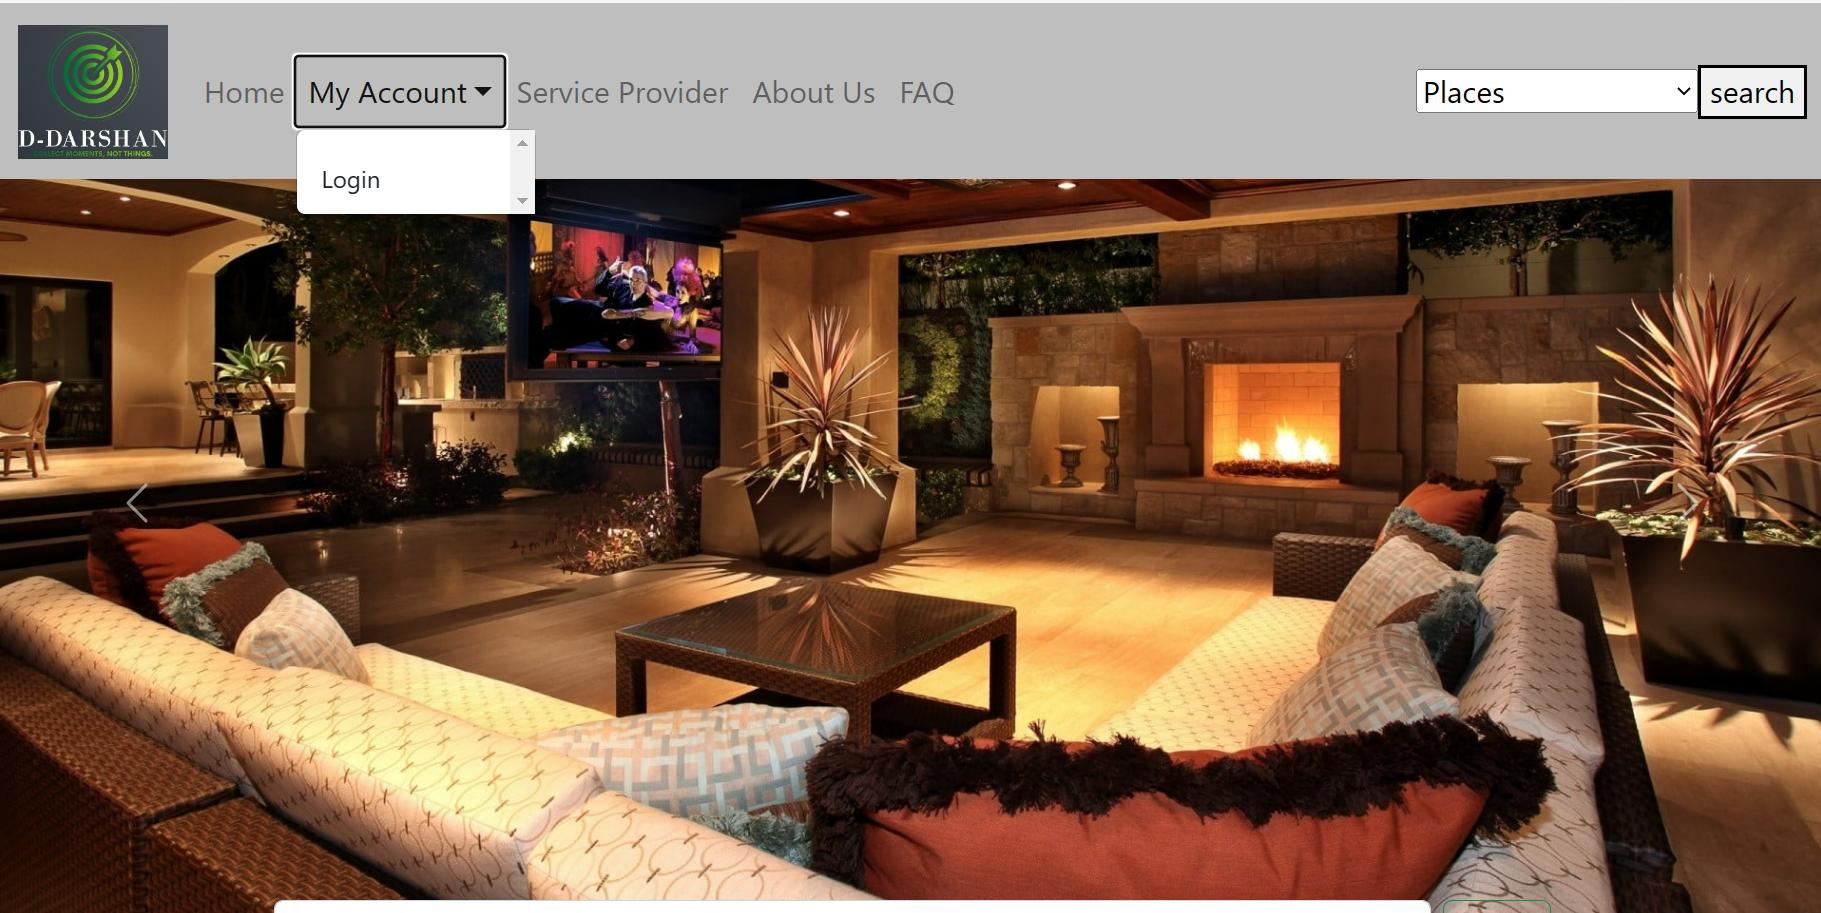 D-DARSHAN
COLLECT MOMENTS, NOT THINGS.
Home My Account Service Provider About Us FAQ
Places search
Login